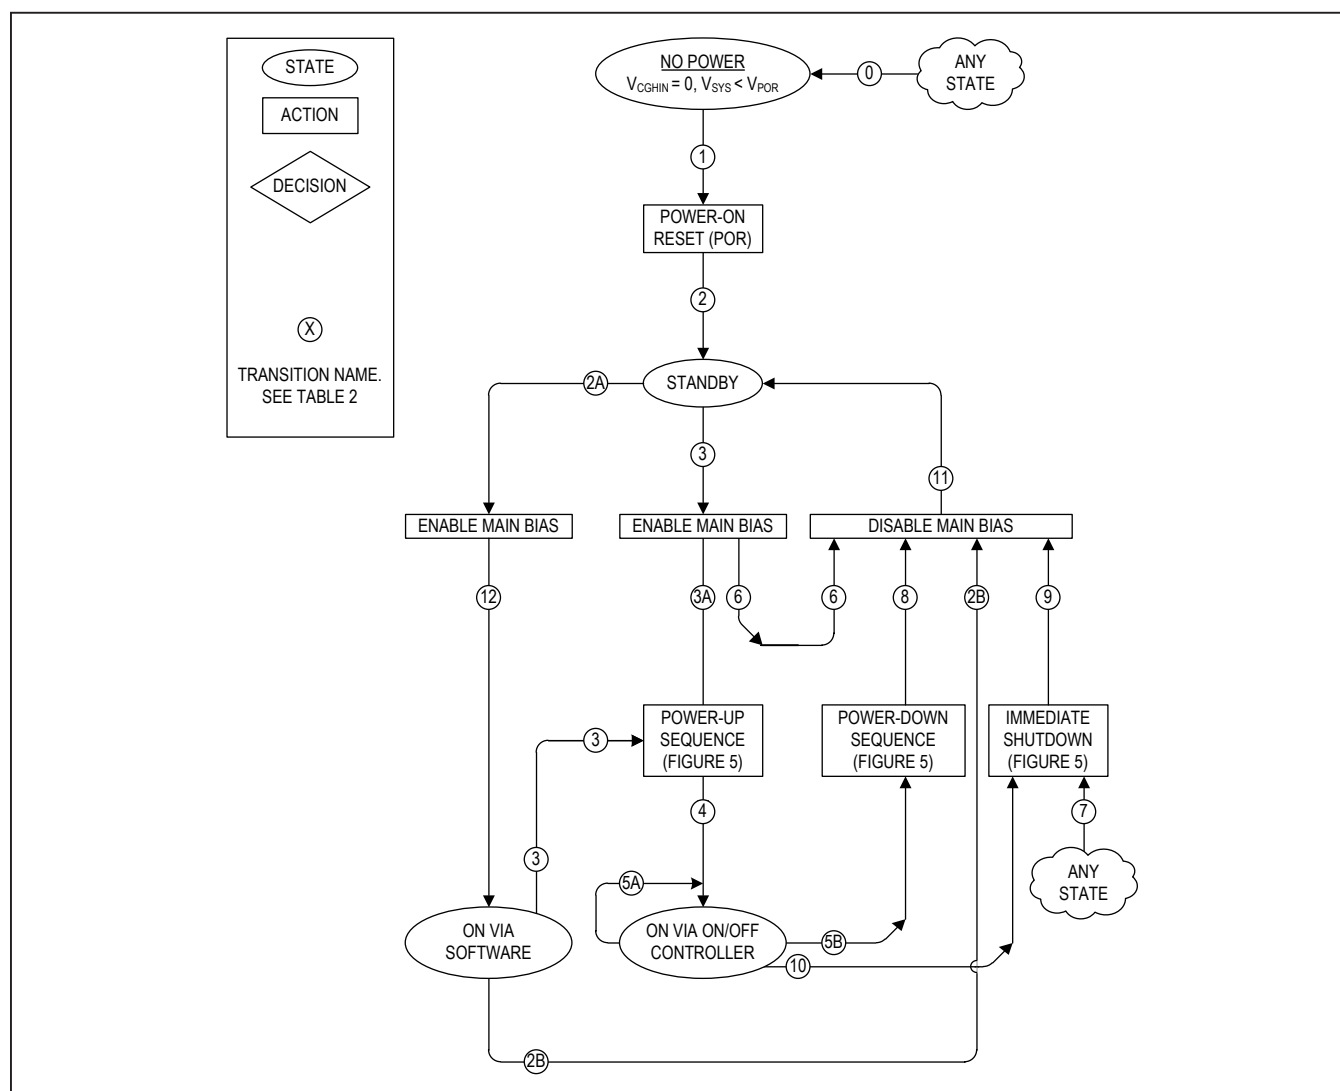 STATE
ACTION
DECISION
X
TRANSITION NAME.
SEE TABLE 2
NO POWER
VCGHIN = 0, VSYS < VPOR
0
ANY
STATE
1
POWER-ON
RESET (POR)
2
STANDBY
2A
3
11
ENABLE MAIN BIAS
ENABLE MAIN BIAS
DISABLE MAIN BIAS
12
3A
6
6
8
2B
9
POWER-UP
SEQUENCE
(FIGURE 5)
POWER-DOWN
SEQUENCE
(FIGURE 5)
IMMEDIATE
SHUTDOWN
(FIGURE 5)
3
4
7
3
ANY
STATE
5A
ON VIA
SOFTWARE
ON VIA ON/OFF
CONTROLLER
5B
10
2B